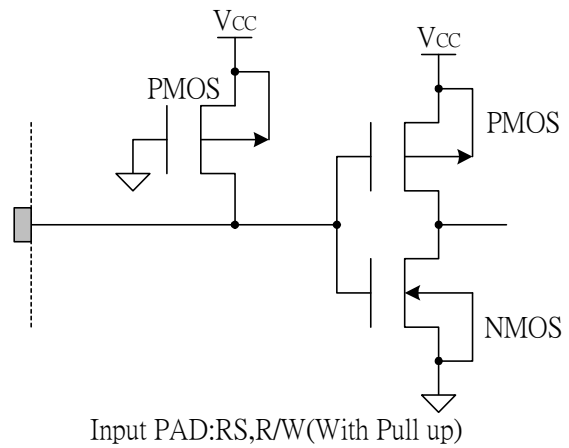 VCC
VCC
PMOS
PMOS
NMOS
Input PAD:RS,R/W(With Pull up)